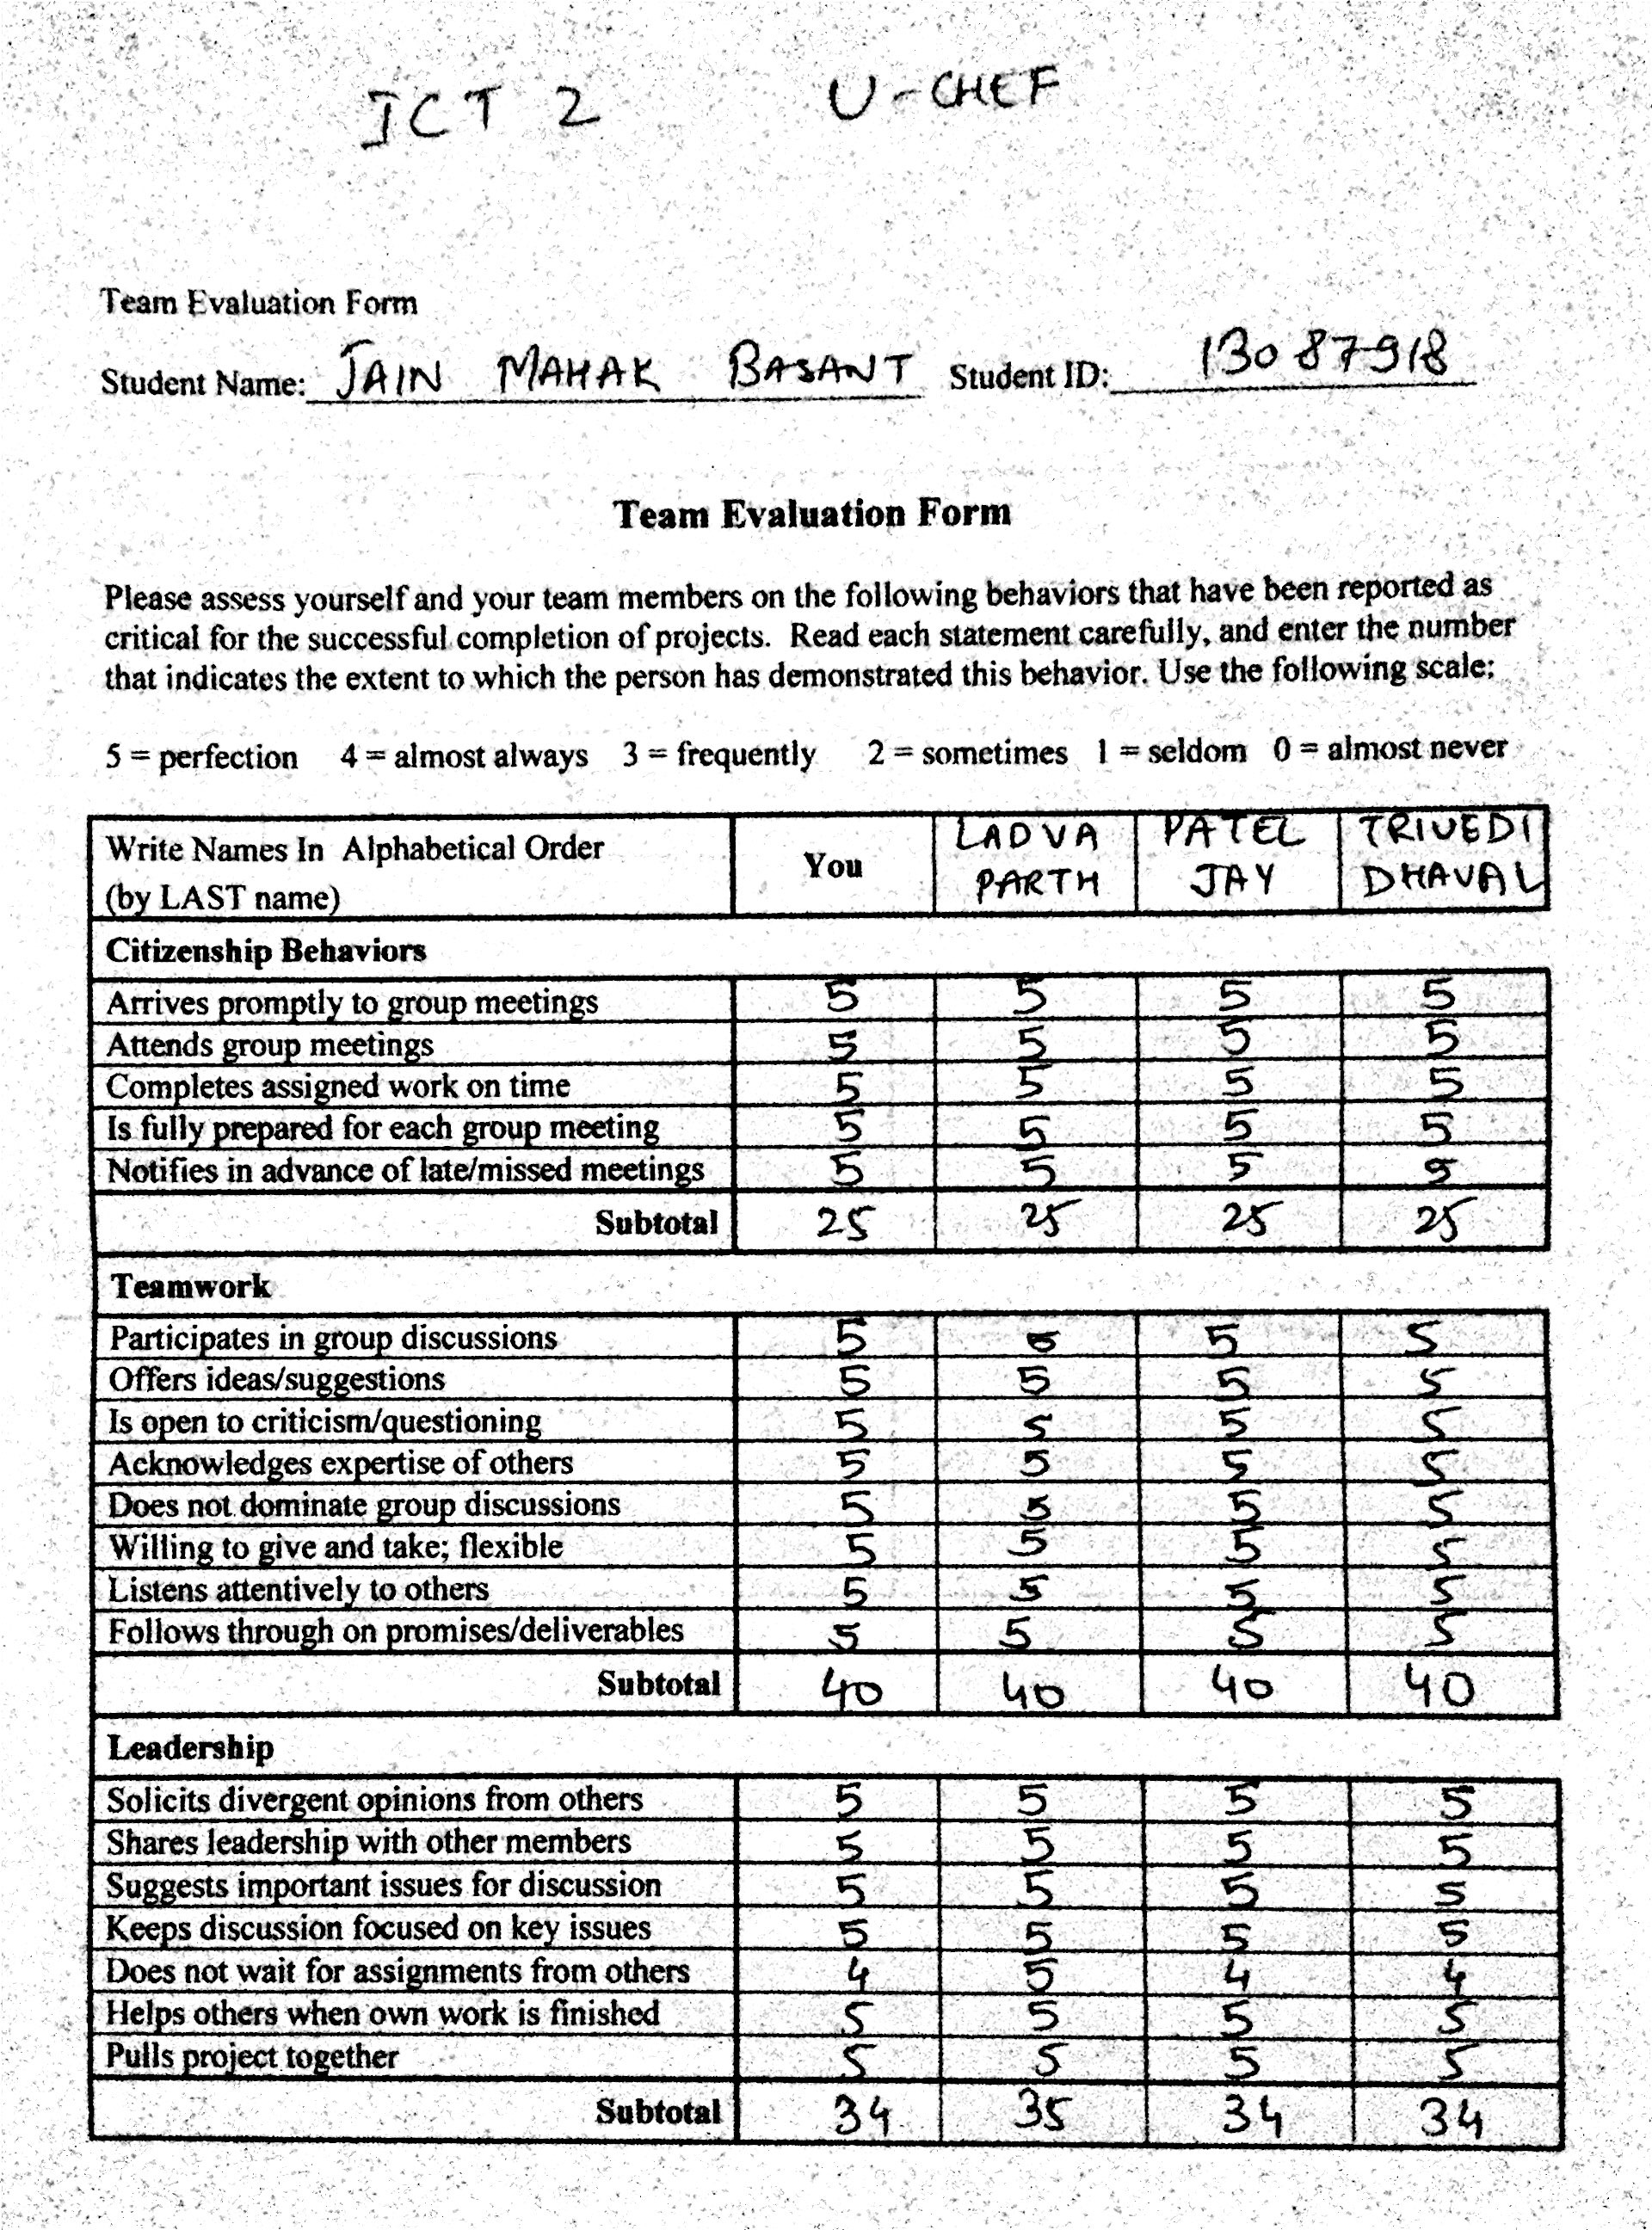 ICT 2 U-CHEF
Team Evaluation Form
Student Name: JAIN MAHAK BASANT Student ID: 13087918
Team Evaluation Form
Please assess yourself and your team members on the following behaviors that have been reported as
critical for the successful completion of projects. Read each statement carefully, and enter the number
that indicates the extent to which the person has demonstrated this behavior. Use the following scale:
5 = perfection 4 = almost always 3 = frequently 2 = sometimes 1 = seldom 0 = almost never
Write Names In Alphabetical Order (by LAST name) You LADVA PARTH PATEL JAY TRIVEDI DHAVAL
Citizenship Behaviors
Arrives promptly to group meetings 5 5 5 5
Attends group meetings 5 5 5 5
Completes assigned work on time 5 5 5 5
Is fully prepared for each group meeting 5 5 5 5
Notifies in advance of late/missed meetings 5 5 5 5
Subtotal 25 25 25 25
Teamwork
Participates in group discussions 5 5 5 5
Offers ideas/suggestions 5 5 5 5
Is open to criticism/questioning 5 5 5 5
Acknowledges expertise of others 5 5 5 5
Does not dominate group discussions 5 5 5 5
Willing to give and take; flexible 5 5 5 5
Listens attentively to others 5 5 5 5
Follows through on promises/deliverables 5 5 5 5
Subtotal 40 40 40 40
Leadership
Solicits divergent opinions from others 5 5 5 5
Shares leadership with other members 5 5 5 5
Suggests important issues for discussion 5 5 5 5
Keeps discussion focused on key issues 5 5 5 5
Does not wait for assignments from others 4 5 4 4
Helps others when own work is finished 5 5 5 5
Pulls project together 5 5 5 5
Subtotal 34 35 34 34